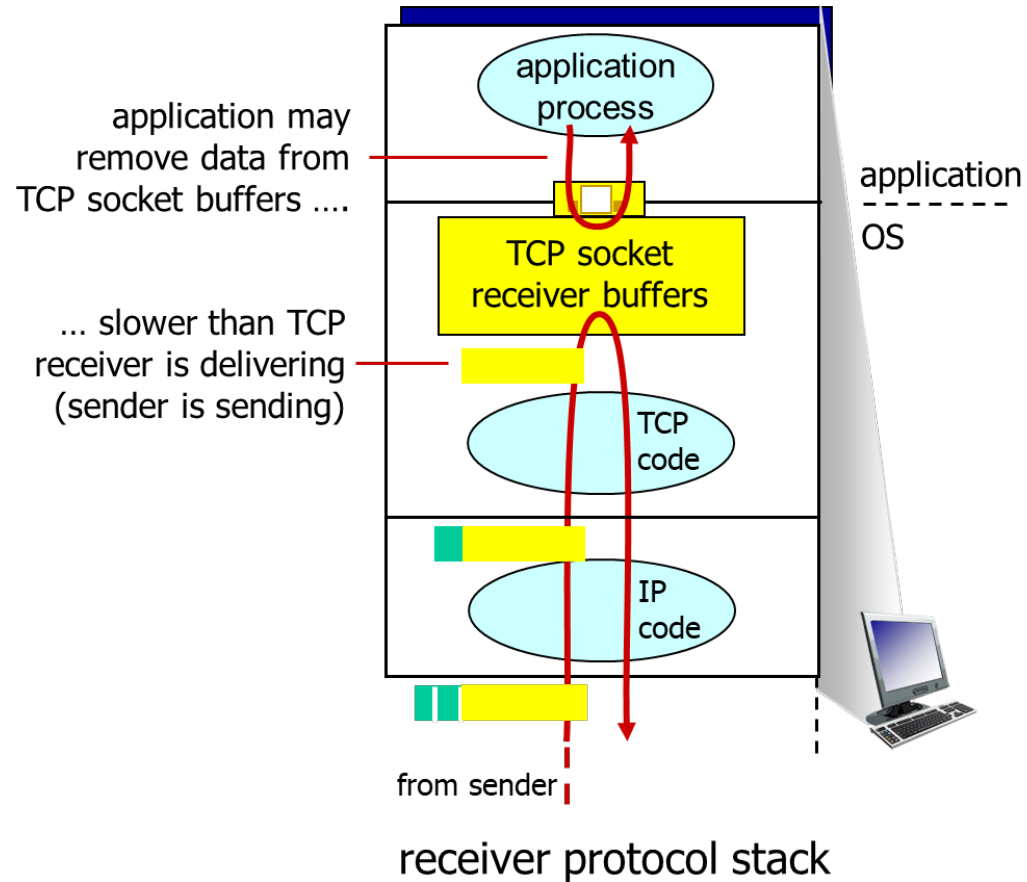 application
process
application may
remove data from
TCP socket buffers ....
application
OS
TCP socket
receiver buffers
... slower than TCP
receiver is delivering
(sender is sending)
TCP
code
IP
code
from sender
receiver protocol stack